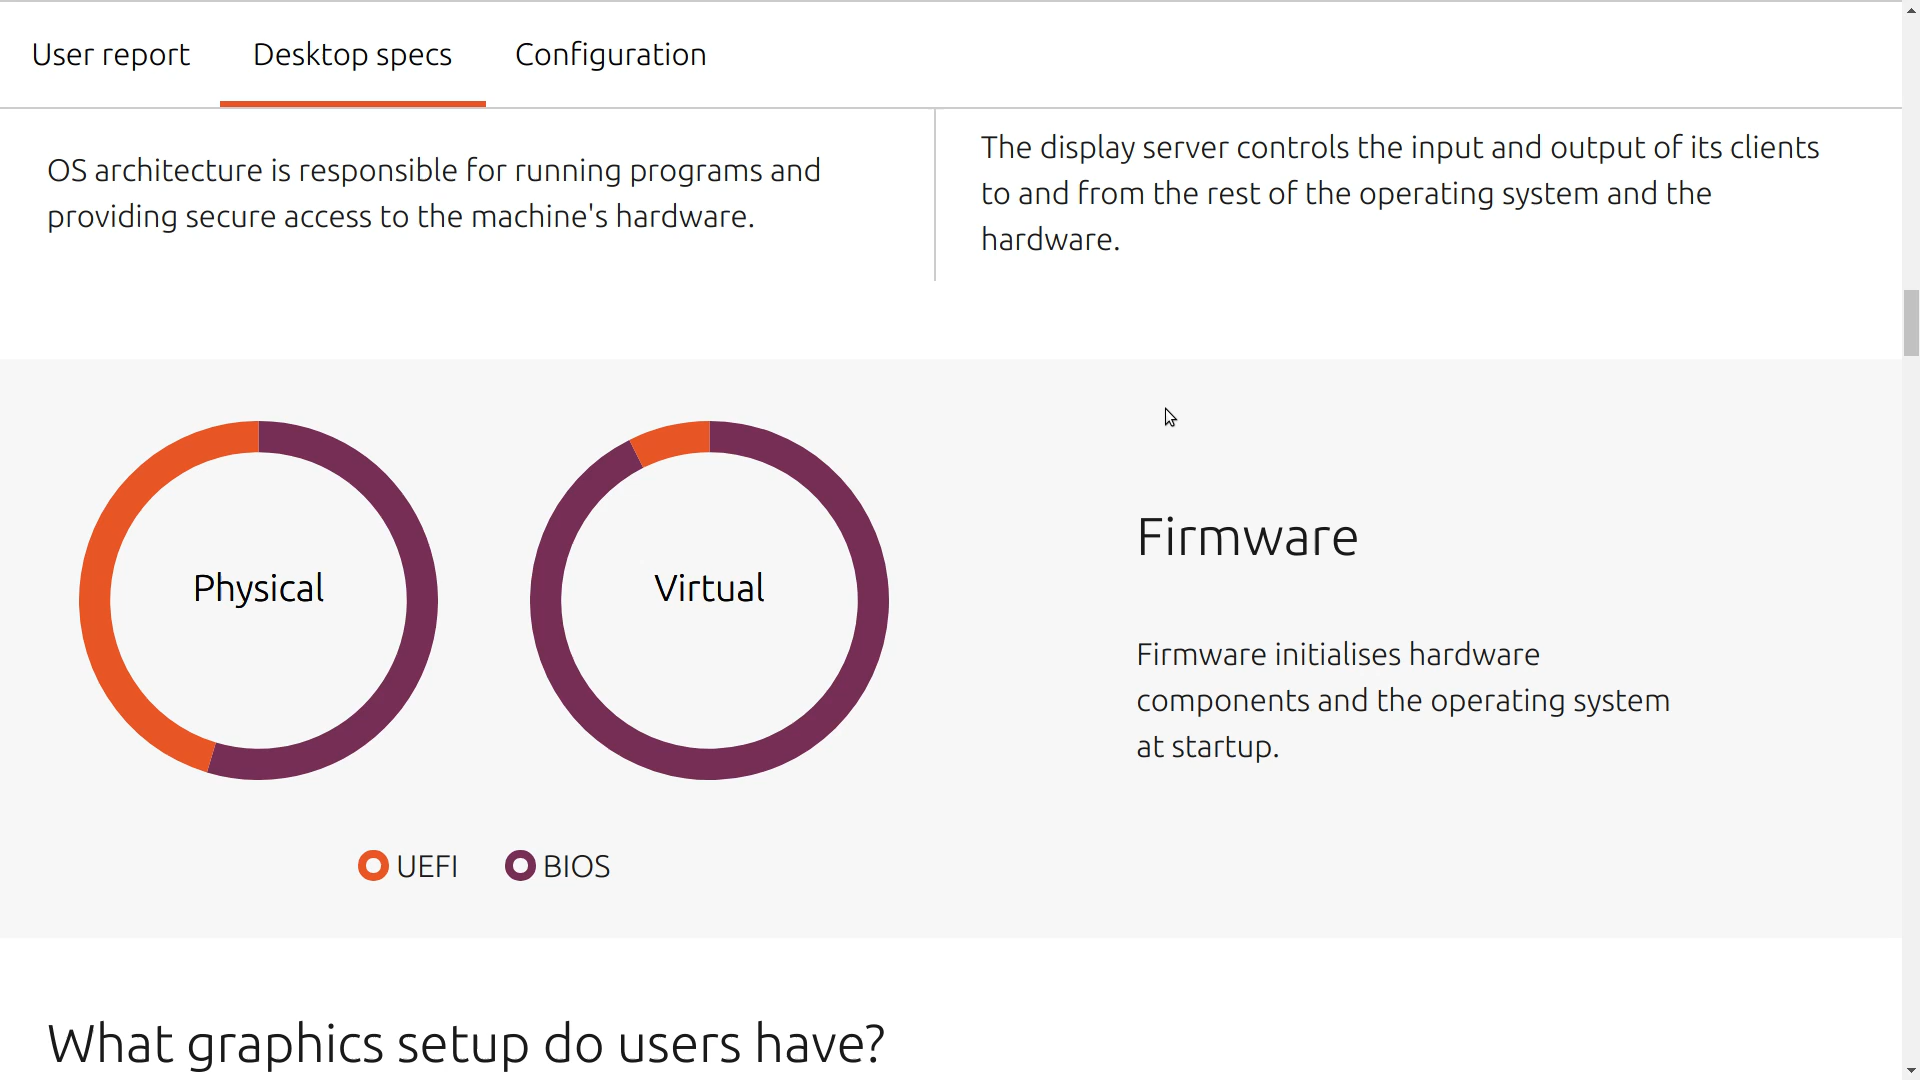 User report
Desktop specs
Configuration
OS architecture is responsible for running programs and
providing secure access to the machine's hardware.
The display server controls the input and output of its clients
to and from the rest of the operating system and the
hardware.
Physical
Virtual
UEFI
BIOS
Firmware
Firmware initialises hardware
components and the operating system
at startup.
What graphics setup do users have?